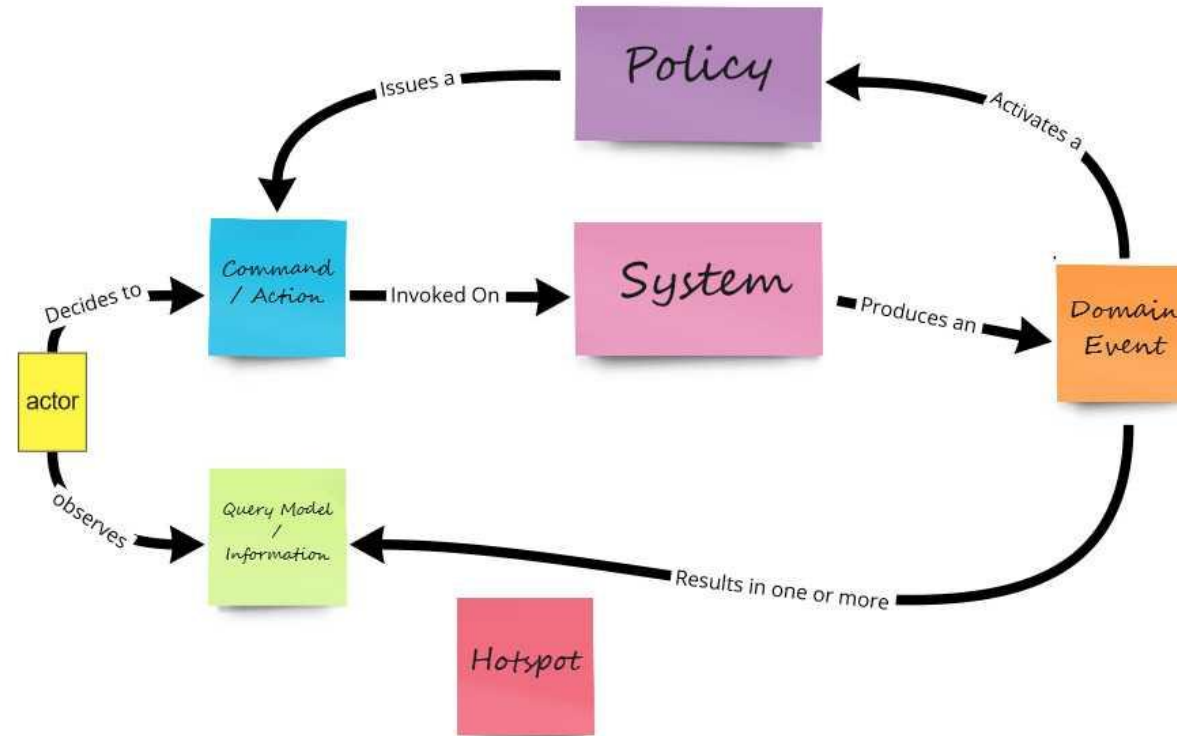 Policy
Issues a
Activates a
Command
/ Action
Invoked On
System
Produces an
Domain
Event
Decides to
actor
observes
Query Model
/
Information
Results in one or more
Hotspot